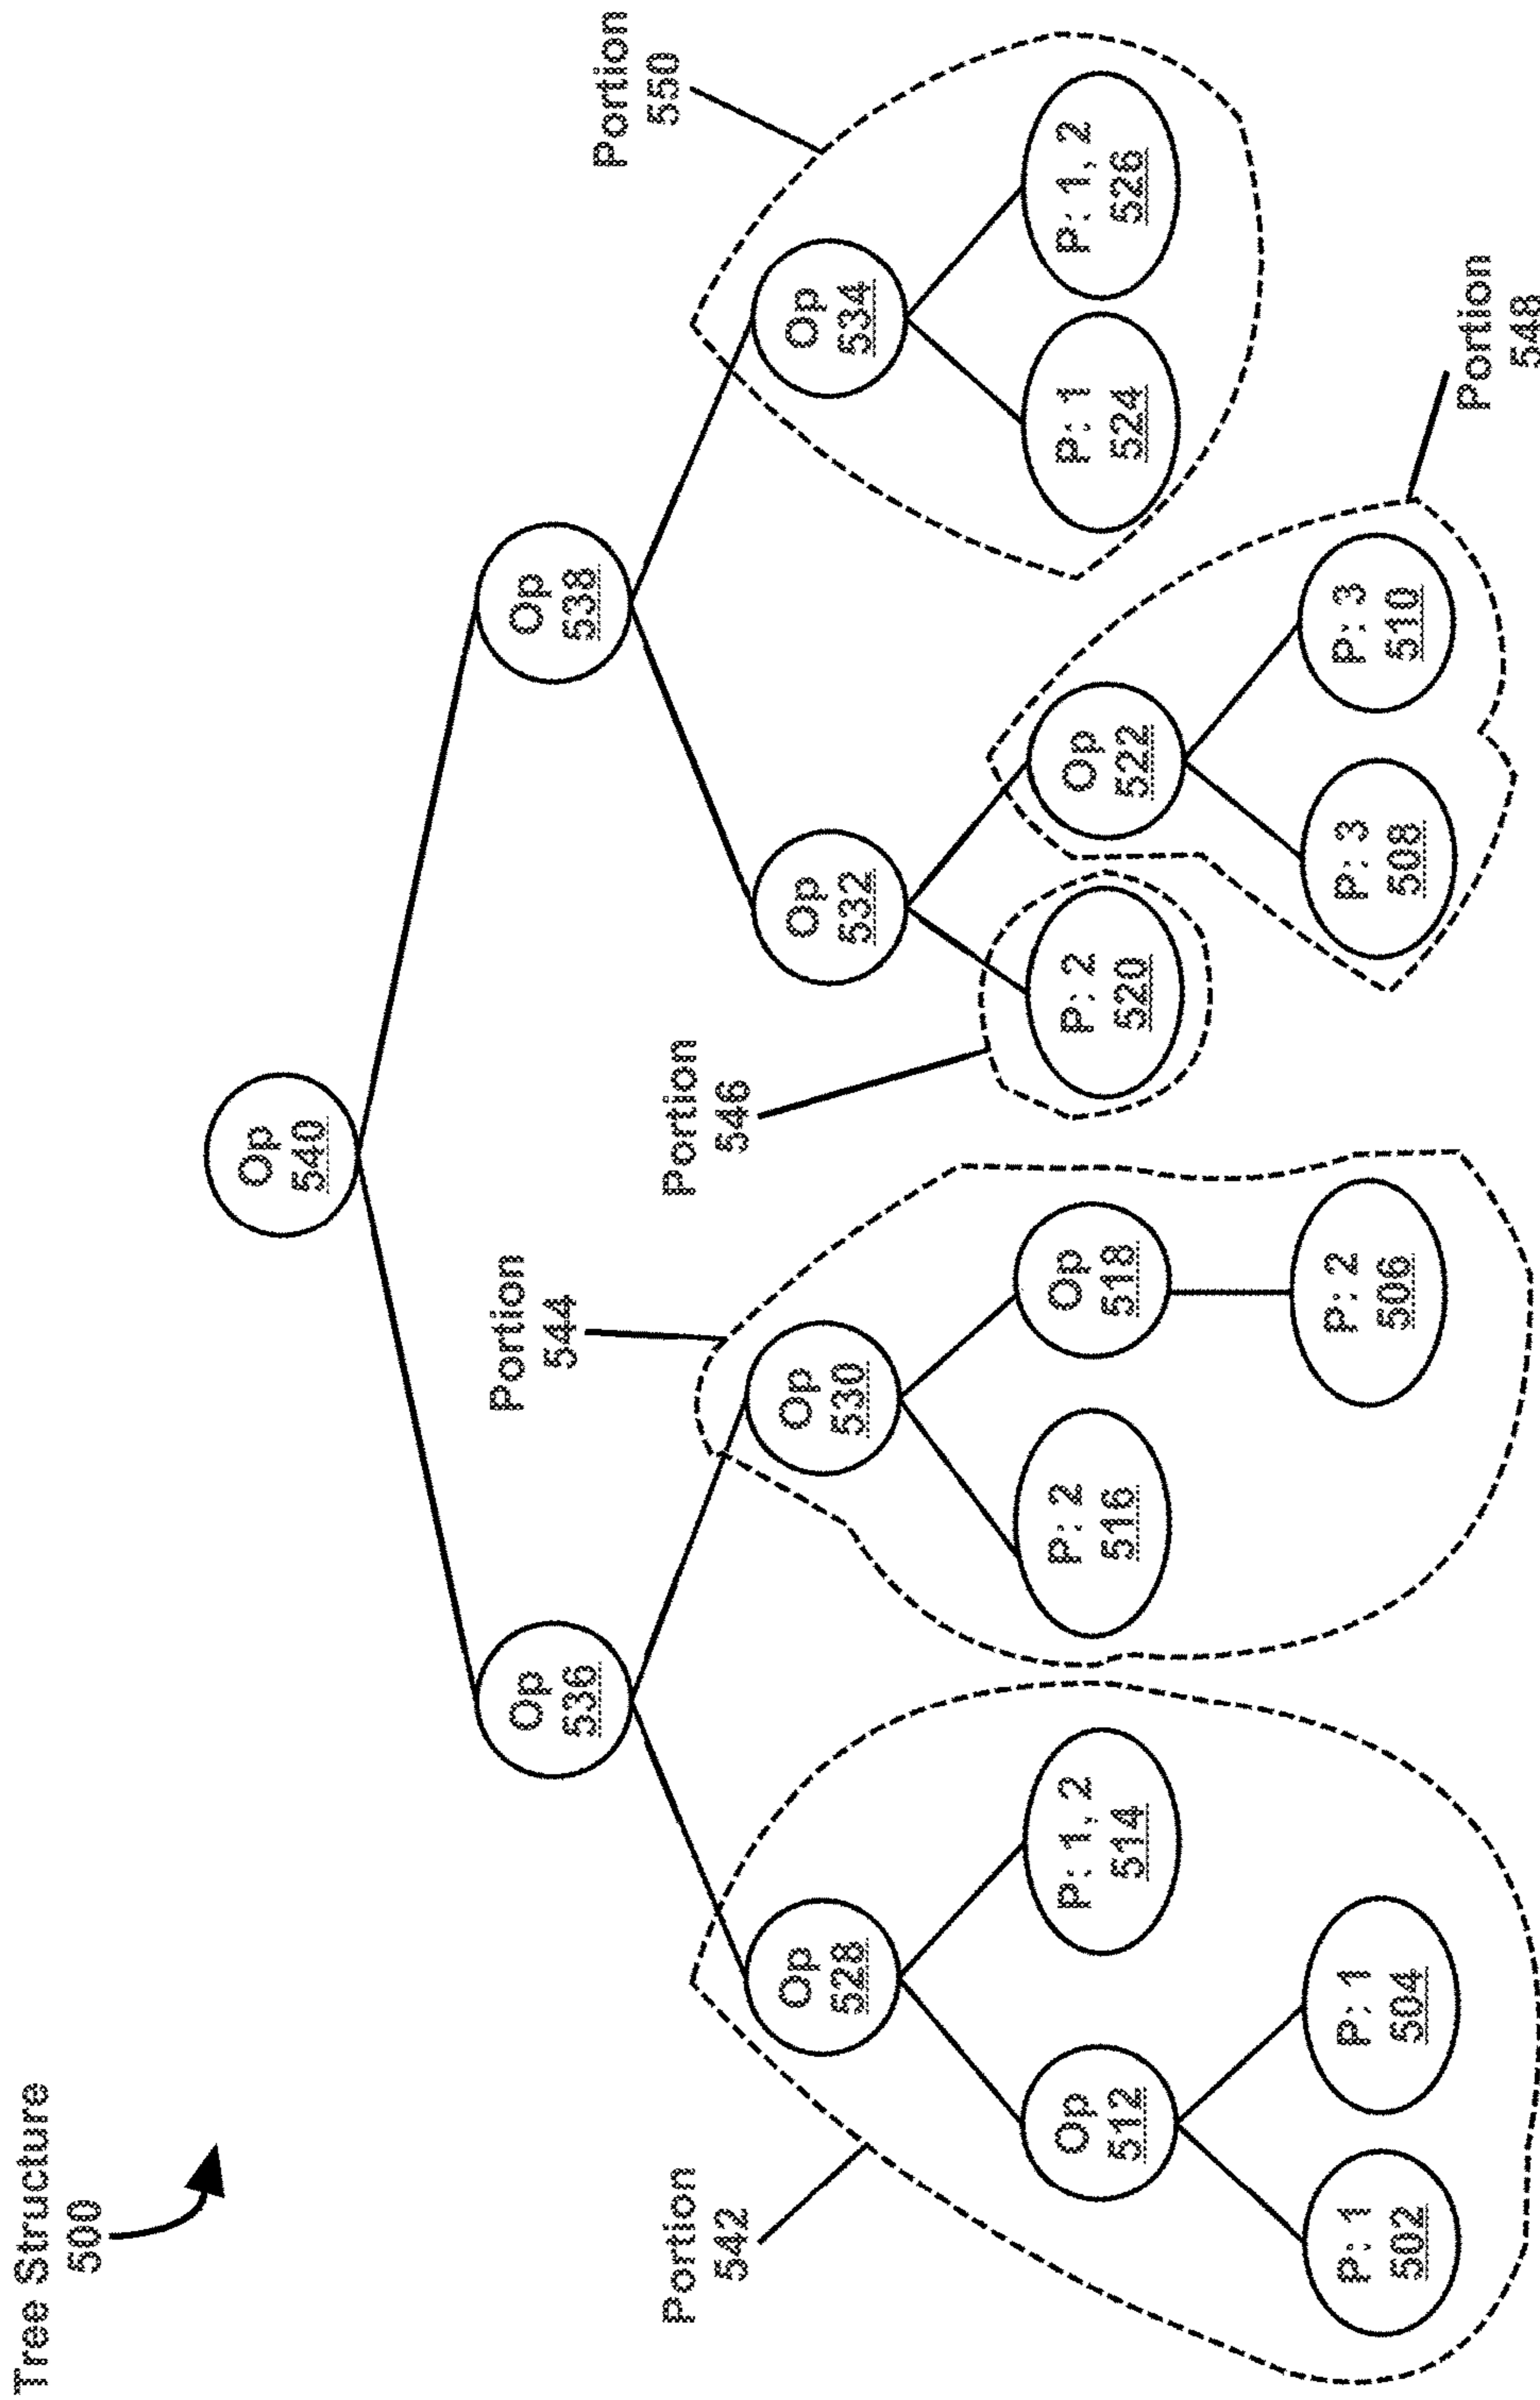 Tree Structure
500
Op
540
Op
536
Op
538
Portion
544
Portion
550
Portion
542
Op
528
Op
530
Portion
546
Op
532
Op
534
Op
512
P: 1, 2
514
P: 2
516
Op
518
P: 2
520
Op
522
P: 1
524
P: 1, 2
526
P: 1
502
P: 1
504
P: 2
506
P: 3
508
P: 3
510
Portion
548